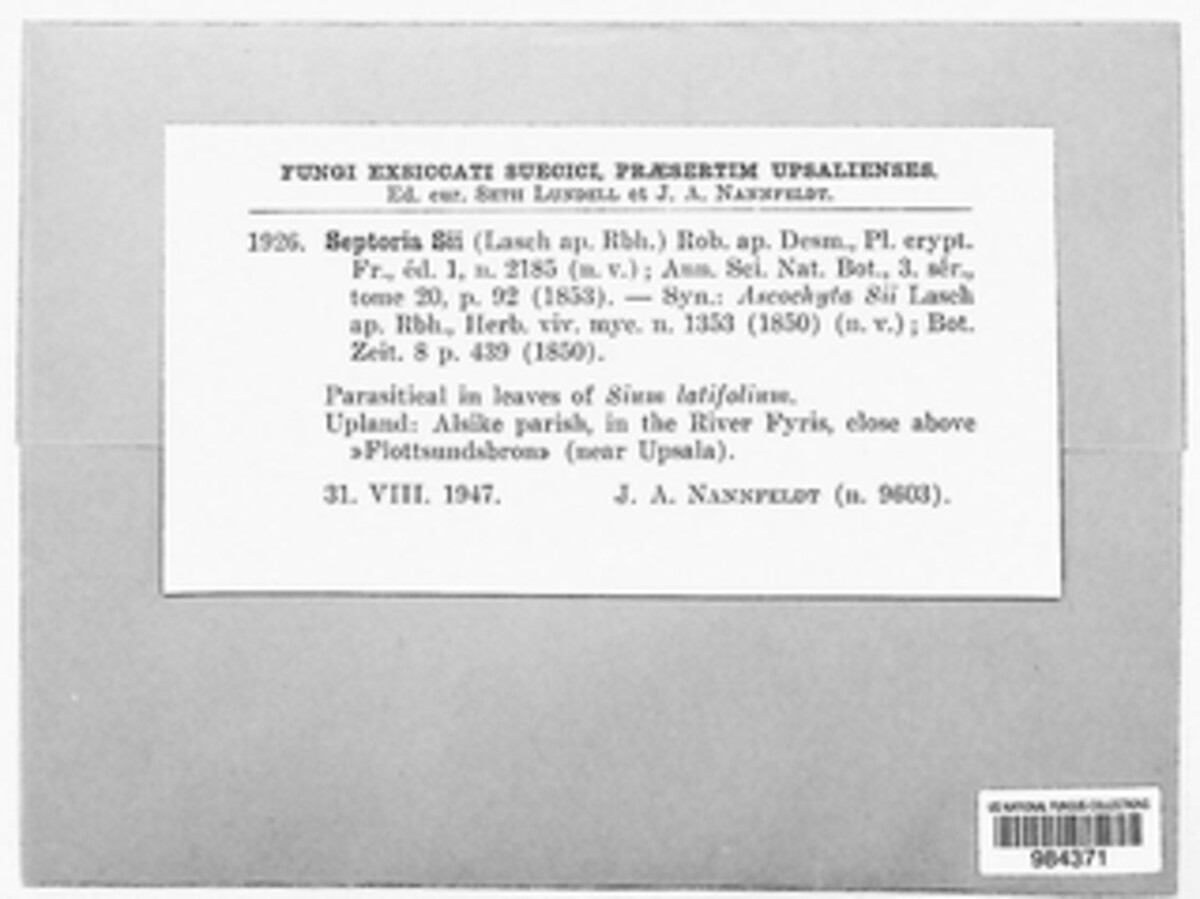 FUNGI EXSICCATI SUECICI, PRÆSERTIM UPSALIENSES.
Ed. cur. Seth Lundell et J. A. Nannfeldt.
1926. Septoria Sii (Lasch ap. Rbh.) Rob. ap. Desm., Pl. crypt.
Fr., éd. 1, n. 2185 (n. v.); Ann. Sci. Nat. Bot., 3. sér.,
tome 20, p. 92 (1853). — Syn.: Ascochyta Sii Lasch
ap. Rbh., Herb. viv. myc. n. 1353 (1850) (n. v.); Bot.
Zeit. 8 p. 439 (1850).
Parasitical in leaves of Sium latifolium.
Upland: Alsike parish, in the River Fyris, close above
»Flottsundsbron» (near Upsala).
31. VIII. 1947. J. A. Nannfeldt (n. 9603).
US NATIONAL FUNGUS COLLECTIONS
984371